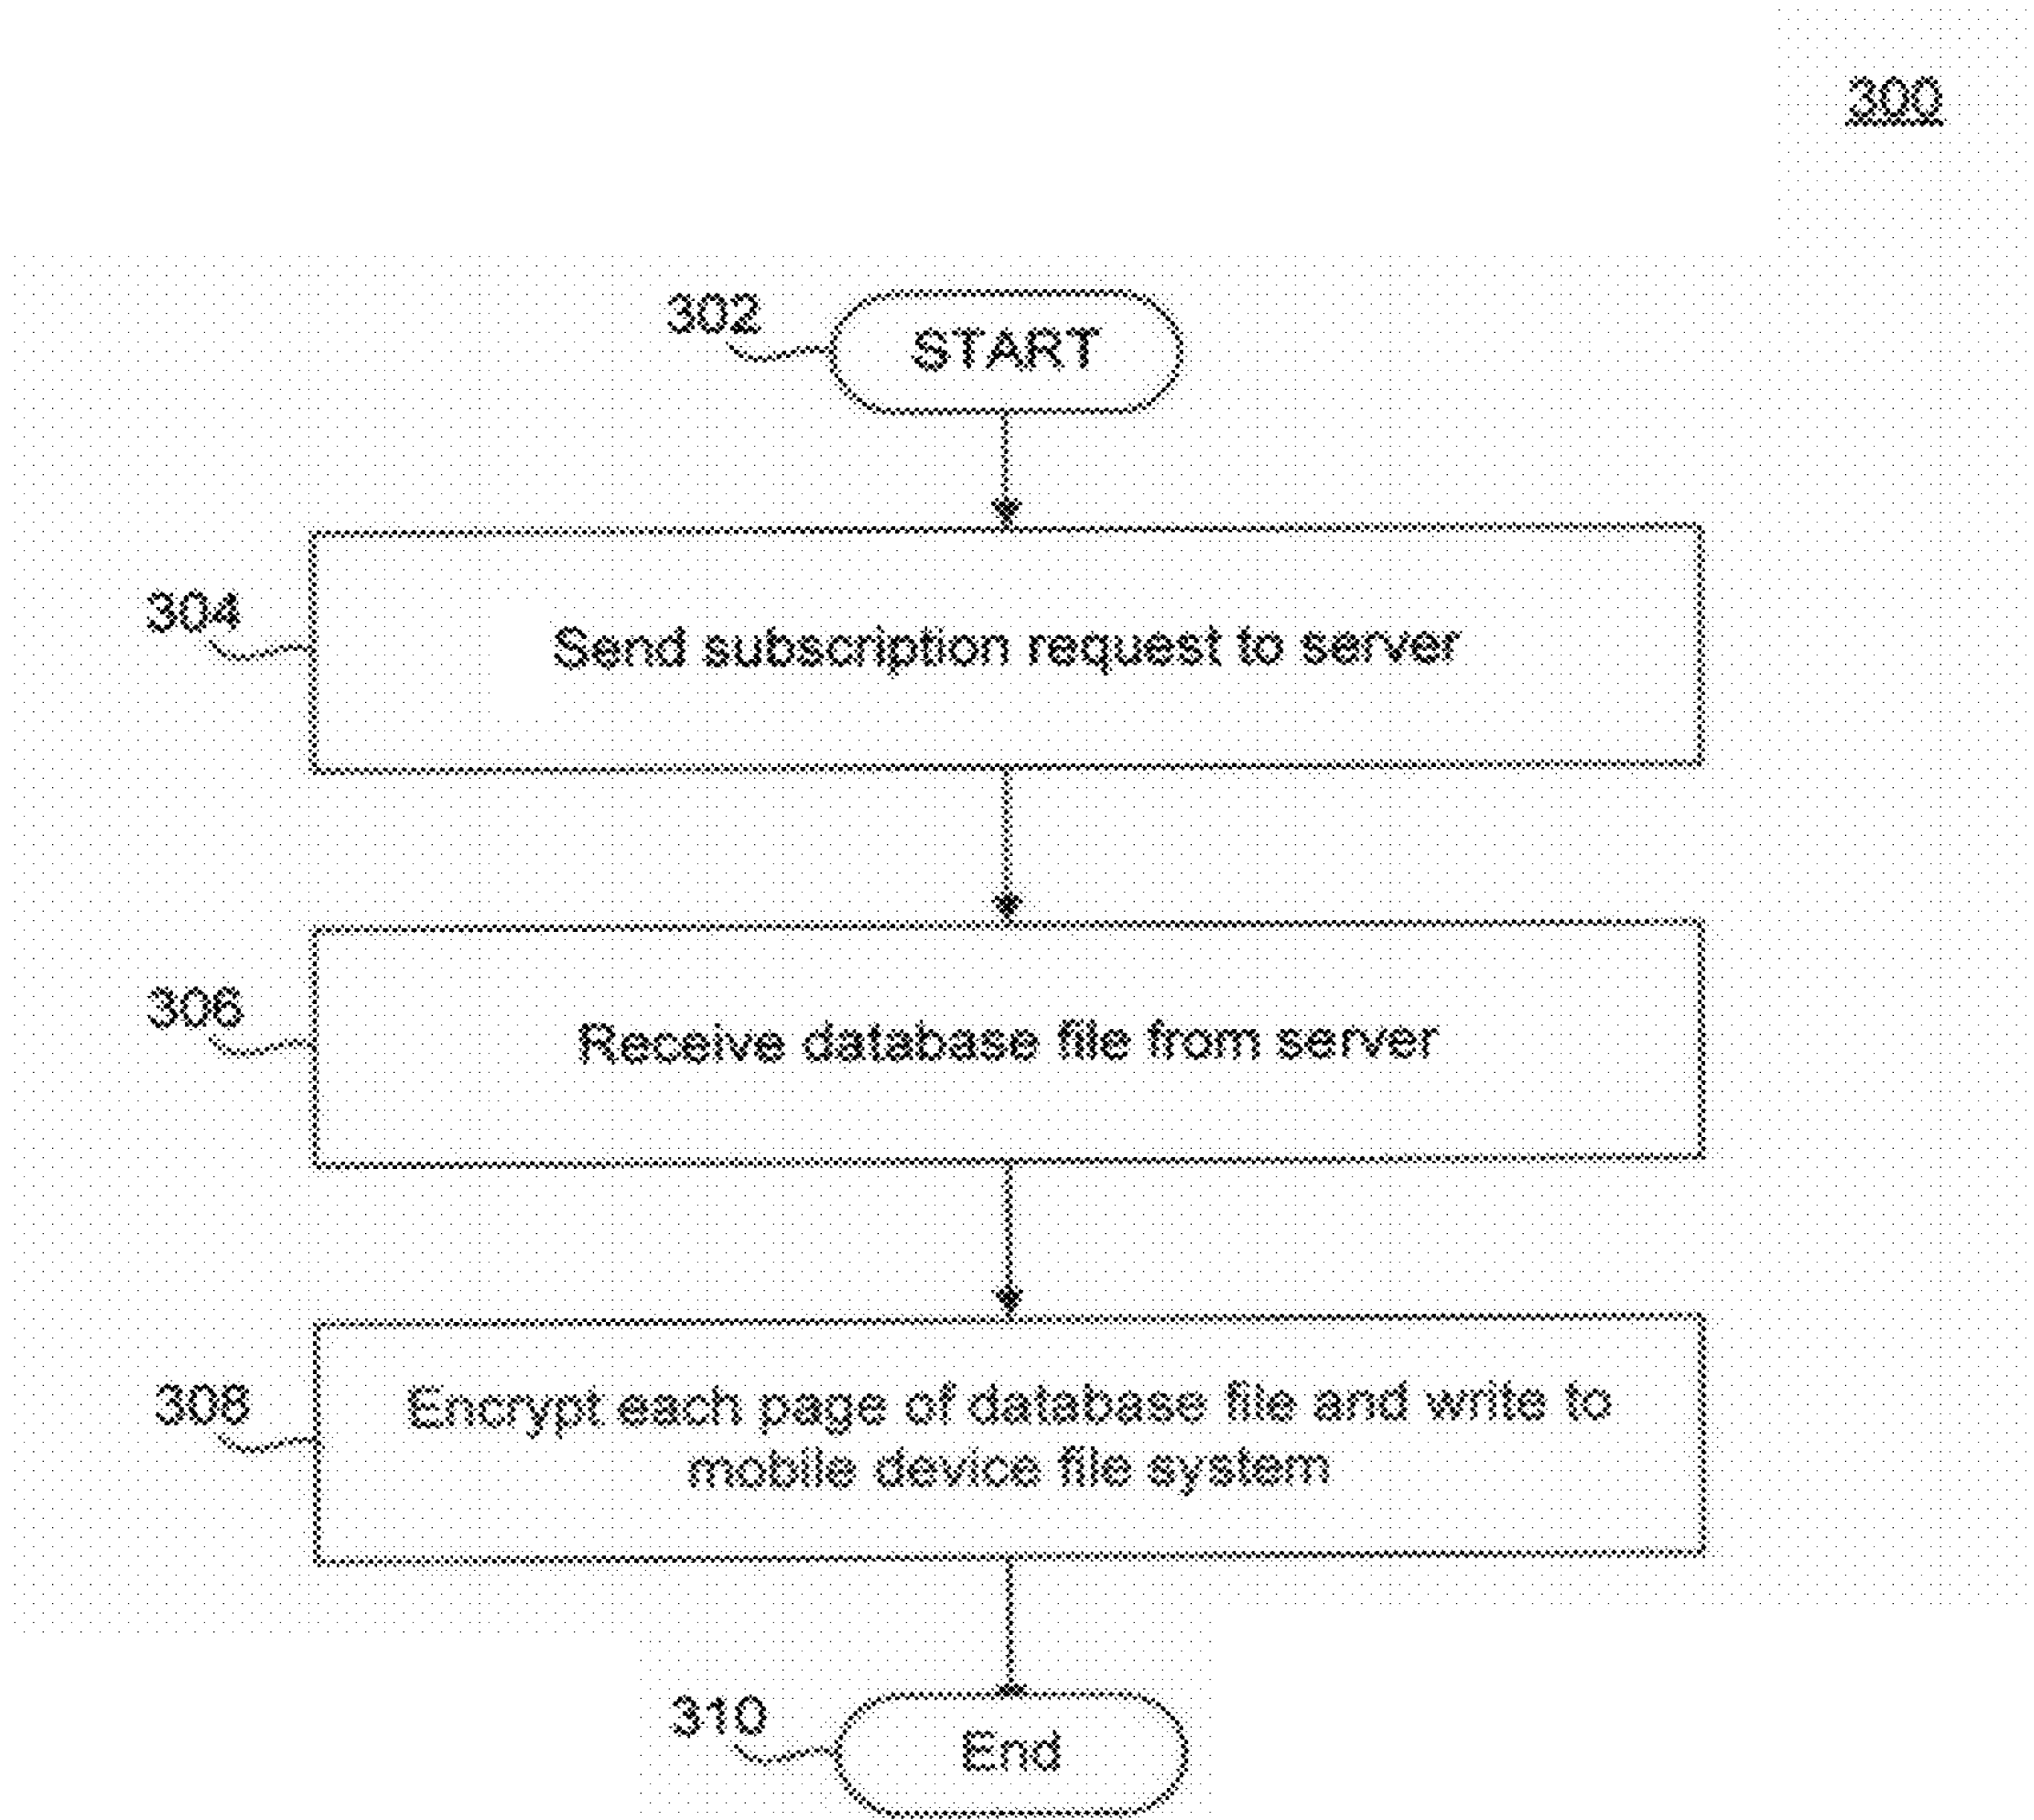 300
302
START
304
Send subscription request to server
306
Receive database file from server
308
Encrypt each page of database file and write to
mobile device file system
310
End